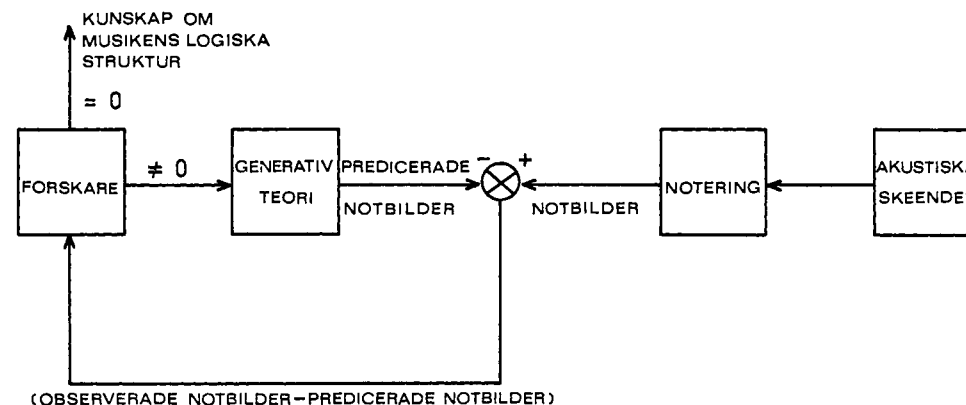 KUNSKAP OM
MUSIKENS LOGISKA
STRUKTUR
= 0
FORSKARE
≠ 0
GENERATIV
TEORI
PREDICERADE
NOTBILDER
- +
NOTBILDER
NOTERING
AKUSTISKA
SKEENDE
(OBSERVERADE NOTBILDER-PREDICERADE NOTBILDER)